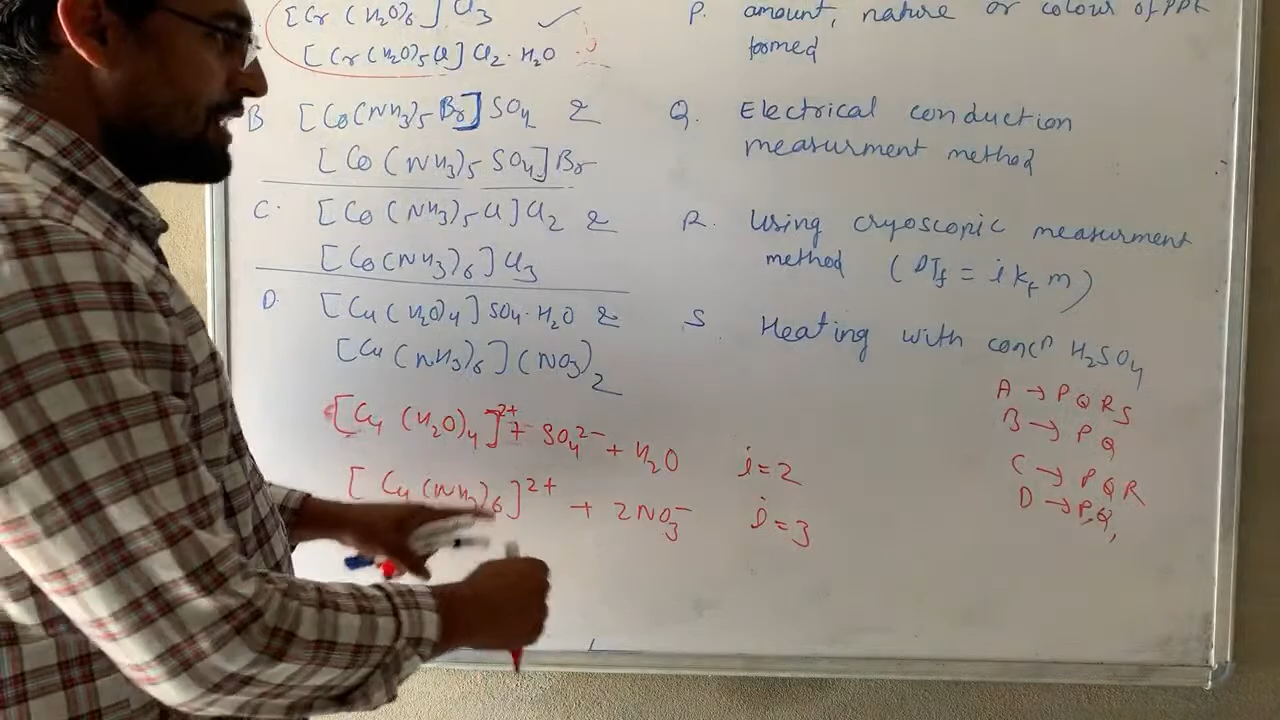 [Cr (H2O)6] Cl3
[Cr(H2O)5Cl] Cl2 · H2O
B [Co(NH3)5 Br] SO4 &
[Co (NH3)5 SO4] Br
C. [Co (NH3)5 Cl] Cl2 &
[Co(NH3)6] Cl3
D. [Cu (H2O)4] SO4 · H2O &
[Cu (NH3)6] (NO3)2
[Cu (H2O)4]2+ + SO4 2- + H2O i=2
[Cu (NH3)6]2+ + 2NO3- i=3
P. amount, nature or colour of PPt
formed
Q. Electrical conduction
measurment method
R. Using cryoscopic measurment
method (ΔTf = i kf m)
S. Heating with concn H2SO4
A → P Q R S
B → P Q
C → P Q R
D → P, Q,